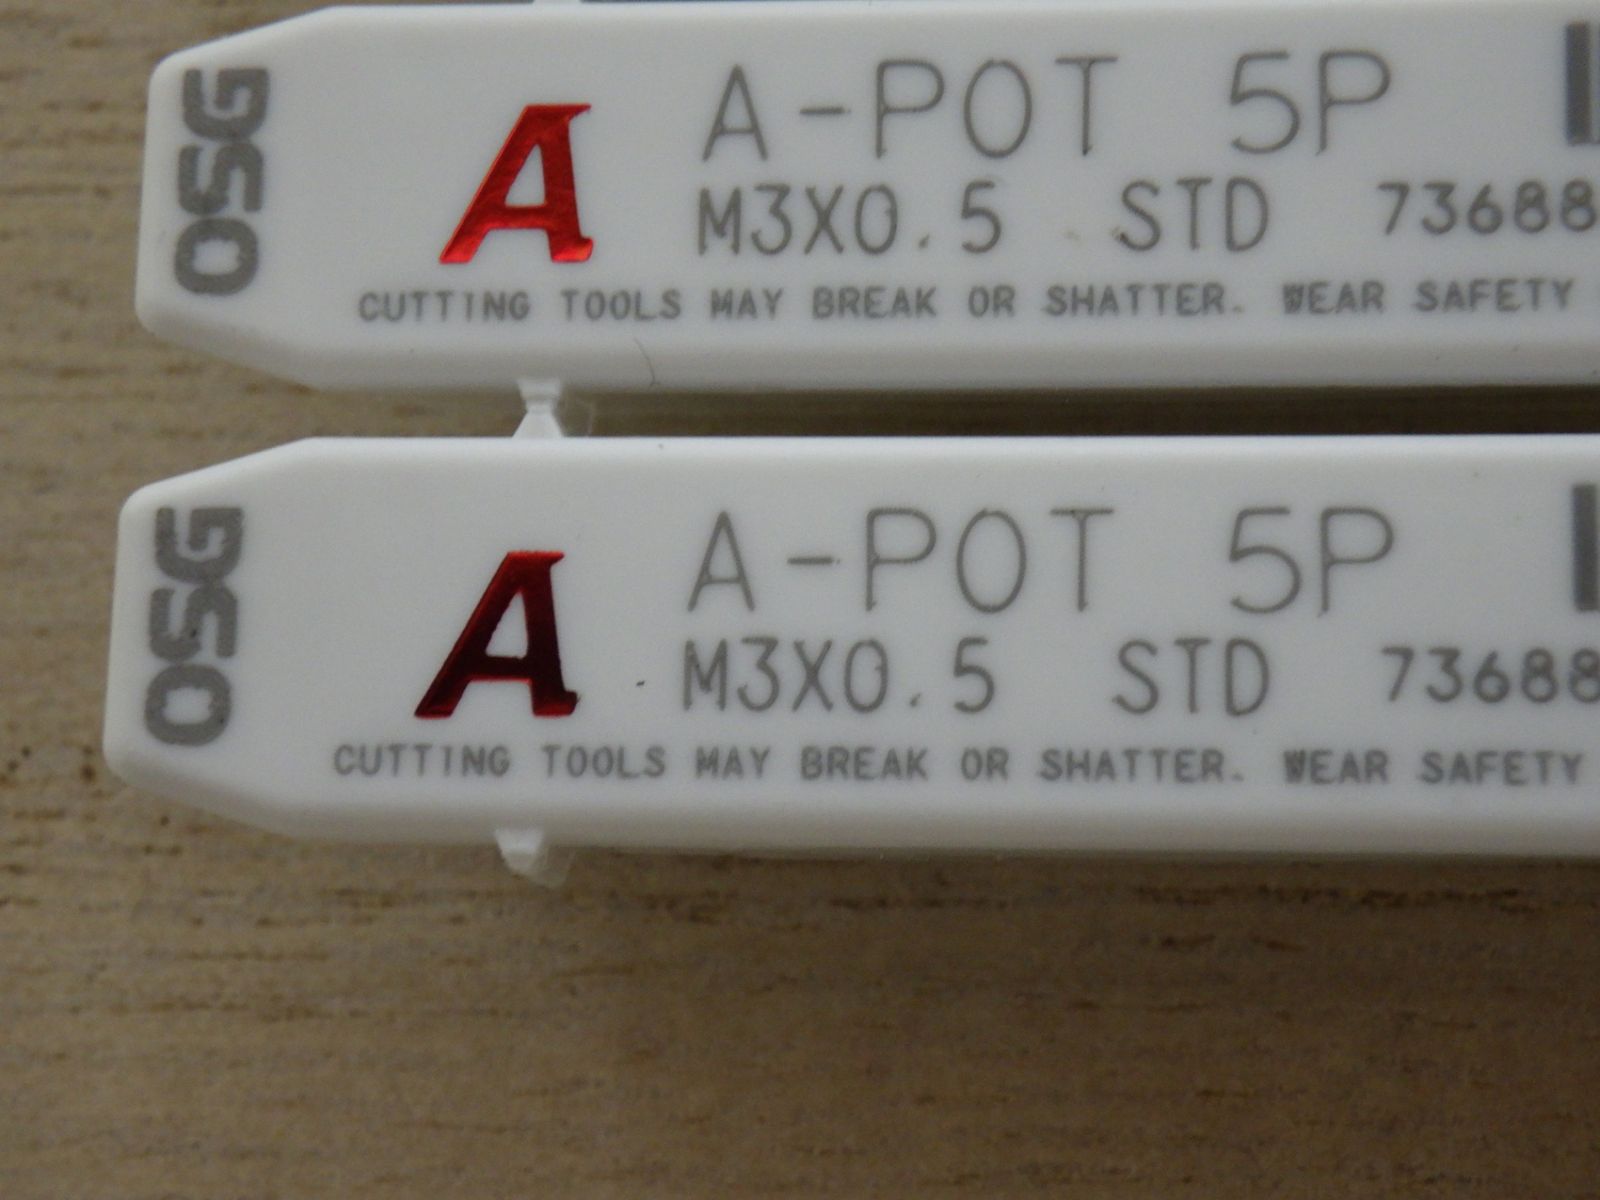 OSG
A
A-POT 5P
M3X0.5 STD 73688
CUTTING TOOLS MAY BREAK OR SHATTER. WEAR SAFETY
OSG
A
A-POT 5P
M3X0.5 STD 73688
CUTTING TOOLS MAY BREAK OR SHATTER. WEAR SAFETY